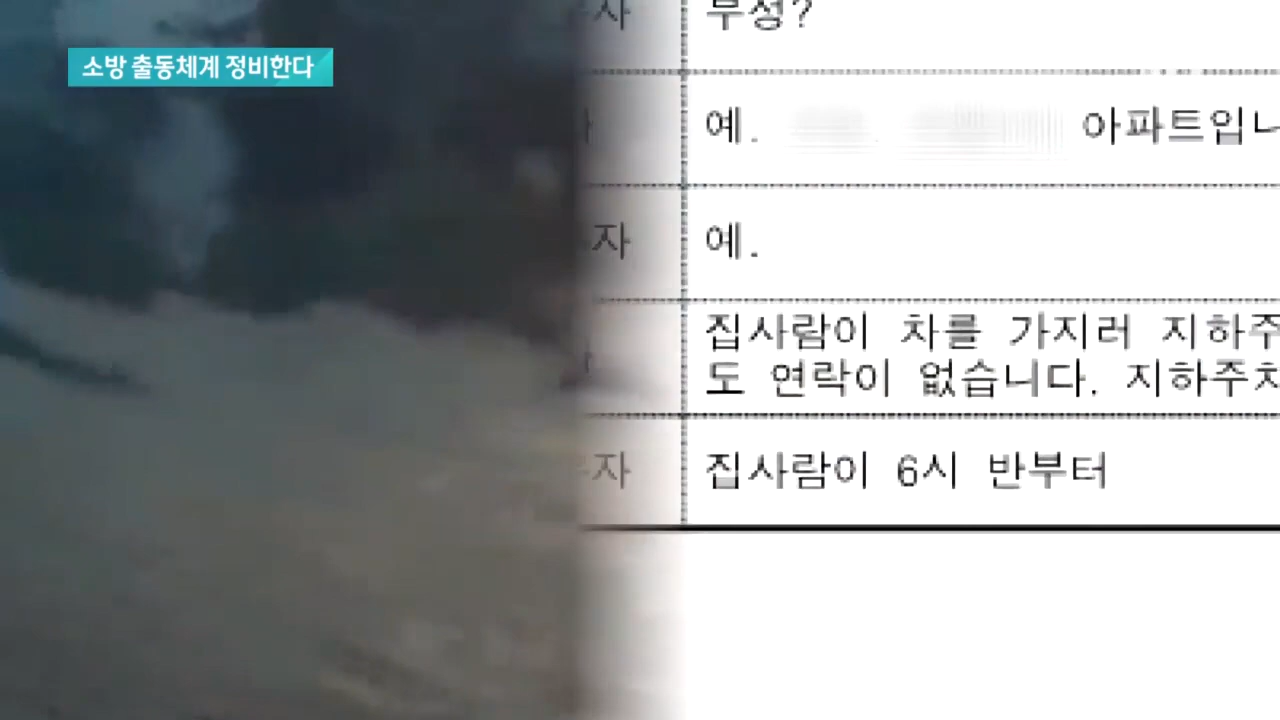 소방 출동체계 정비한다
예. 아파트입니
자 예.
집사람이 차를 가지러 지하주
도 연락이 없습니다. 지하주차
자 집사람이 6시 반부터